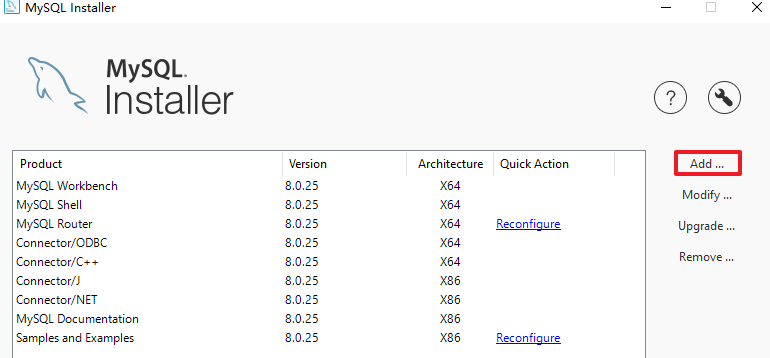 MySQL Installer
MySQL®
Installer
?
Product Version Architecture Quick Action
Add ...
MySQL Workbench 8.0.25 X64
Modify ...
MySQL Shell 8.0.25 X64
MySQL Router 8.0.25 X64 Reconfigure
Upgrade ...
Connector/ODBC 8.0.25 X64
Remove ...
Connector/C++ 8.0.25 X64
Connector/J 8.0.25 X86
Connector/NET 8.0.25 X86
MySQL Documentation 8.0.25 X86
Samples and Examples 8.0.25 X86 Reconfigure